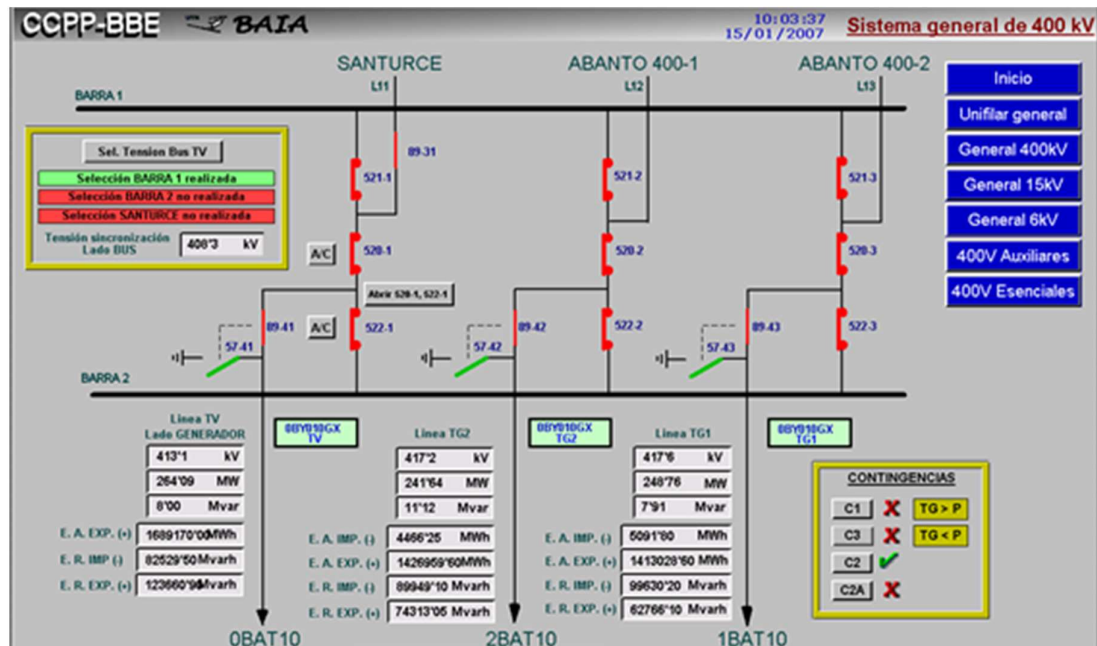 CCPP-BBE BAIA 10:03:37 Sistema general de 400 kV
15/01/2007
SANTURCE ABANTO 400-1 ABANTO 400-2
L11 L12 L13
BARRA 1
Inicio
Unifilar general
General 400kV
General 15kV
General 6kV
400V Auxiliares
400V Esenciales
Sel. Tension Bus TV
Selección BARRA 1 realizada
Selección BARRA 2 no realizada
Selección SANTURCE no realizada
Tensión sincronización
Lado BUS
408'3 kV
89-31
521-1 521-2 521-3
A/C 520-1 520-2 520-3
Abrir 520-1, 522-1
89-41 A/C 522-1 89-42 522-2 89-43 522-3
57-41 57-42 57-43
BARRA 2
Linea TV
Lado GENERADOR
0BY010GX
TV
413'1 kV
264'09 MW
8'00 Mvar
E. A. EXP. (+) 1689170'00MWh
E. R. IMP (-) 82529'50Mvarh
E. R. EXP. (+) 123660'90Mvarh
0BAT10
Linea TG2
0BY010GX
TG2
417'2 kV
241'64 MW
11'12 Mvar
E. A. IMP. (-) 4466'25 MWh
E. A. EXP. (+) 1426959'60MWh
E. R. IMP. (-) 89949'10 Mvarh
E. R. EXP. (+) 74313'05 Mvarh
2BAT10
Linea TG1
0BY010GX
TG1
417'6 kV
248'76 MW
7'91 Mvar
E. A. IMP. (-) 5091'80 MWh
E. A. EXP. (+) 1413028'60 MWh
E. R. IMP. (-) 99630'20 Mvarh
E. R. EXP. (+) 62766'10 Mvarh
1BAT10
CONTINGENCIAS
C1 TG > P
C3 TG < P
C2
C2A